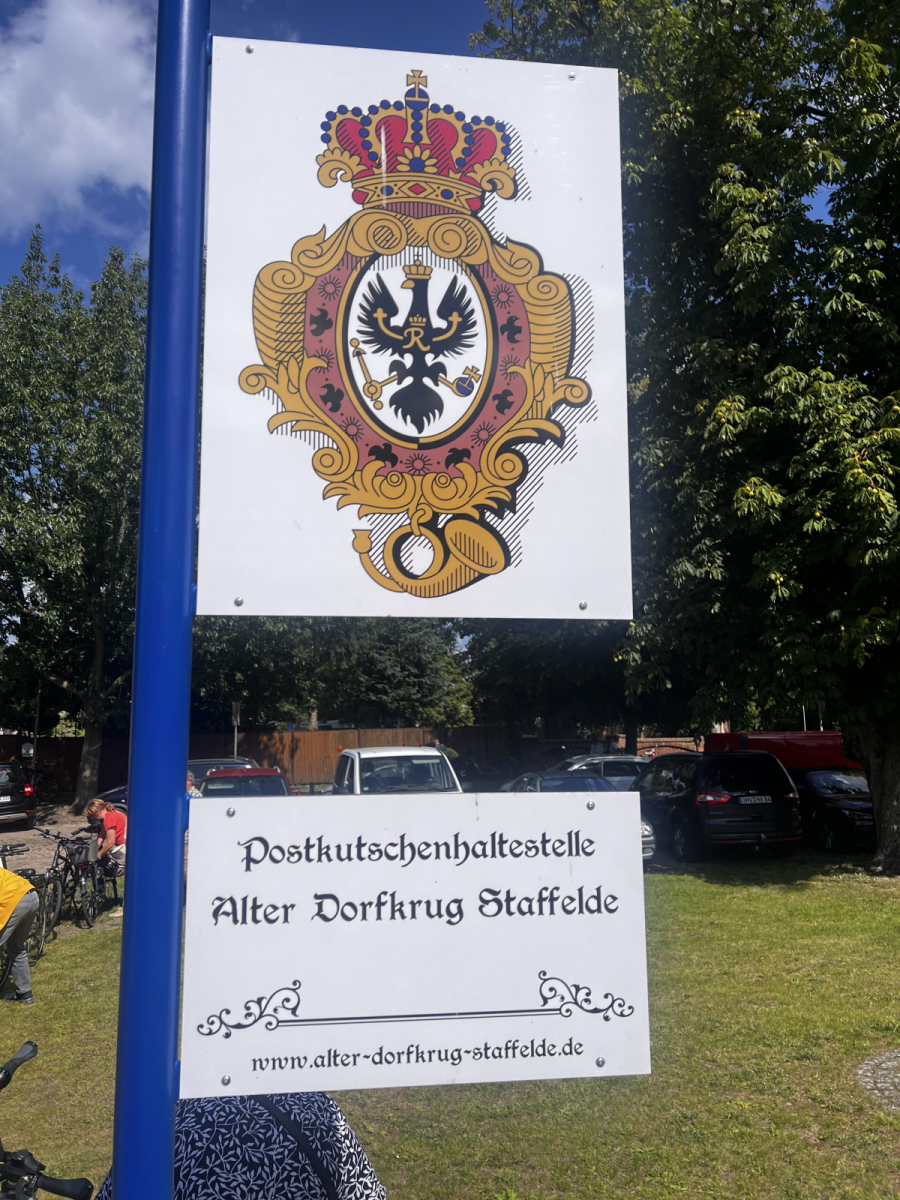 R
Postkutschenhaltestelle
Alter Dorfkrug Staffelde
www.alter-dorfkrug-staffelde.de